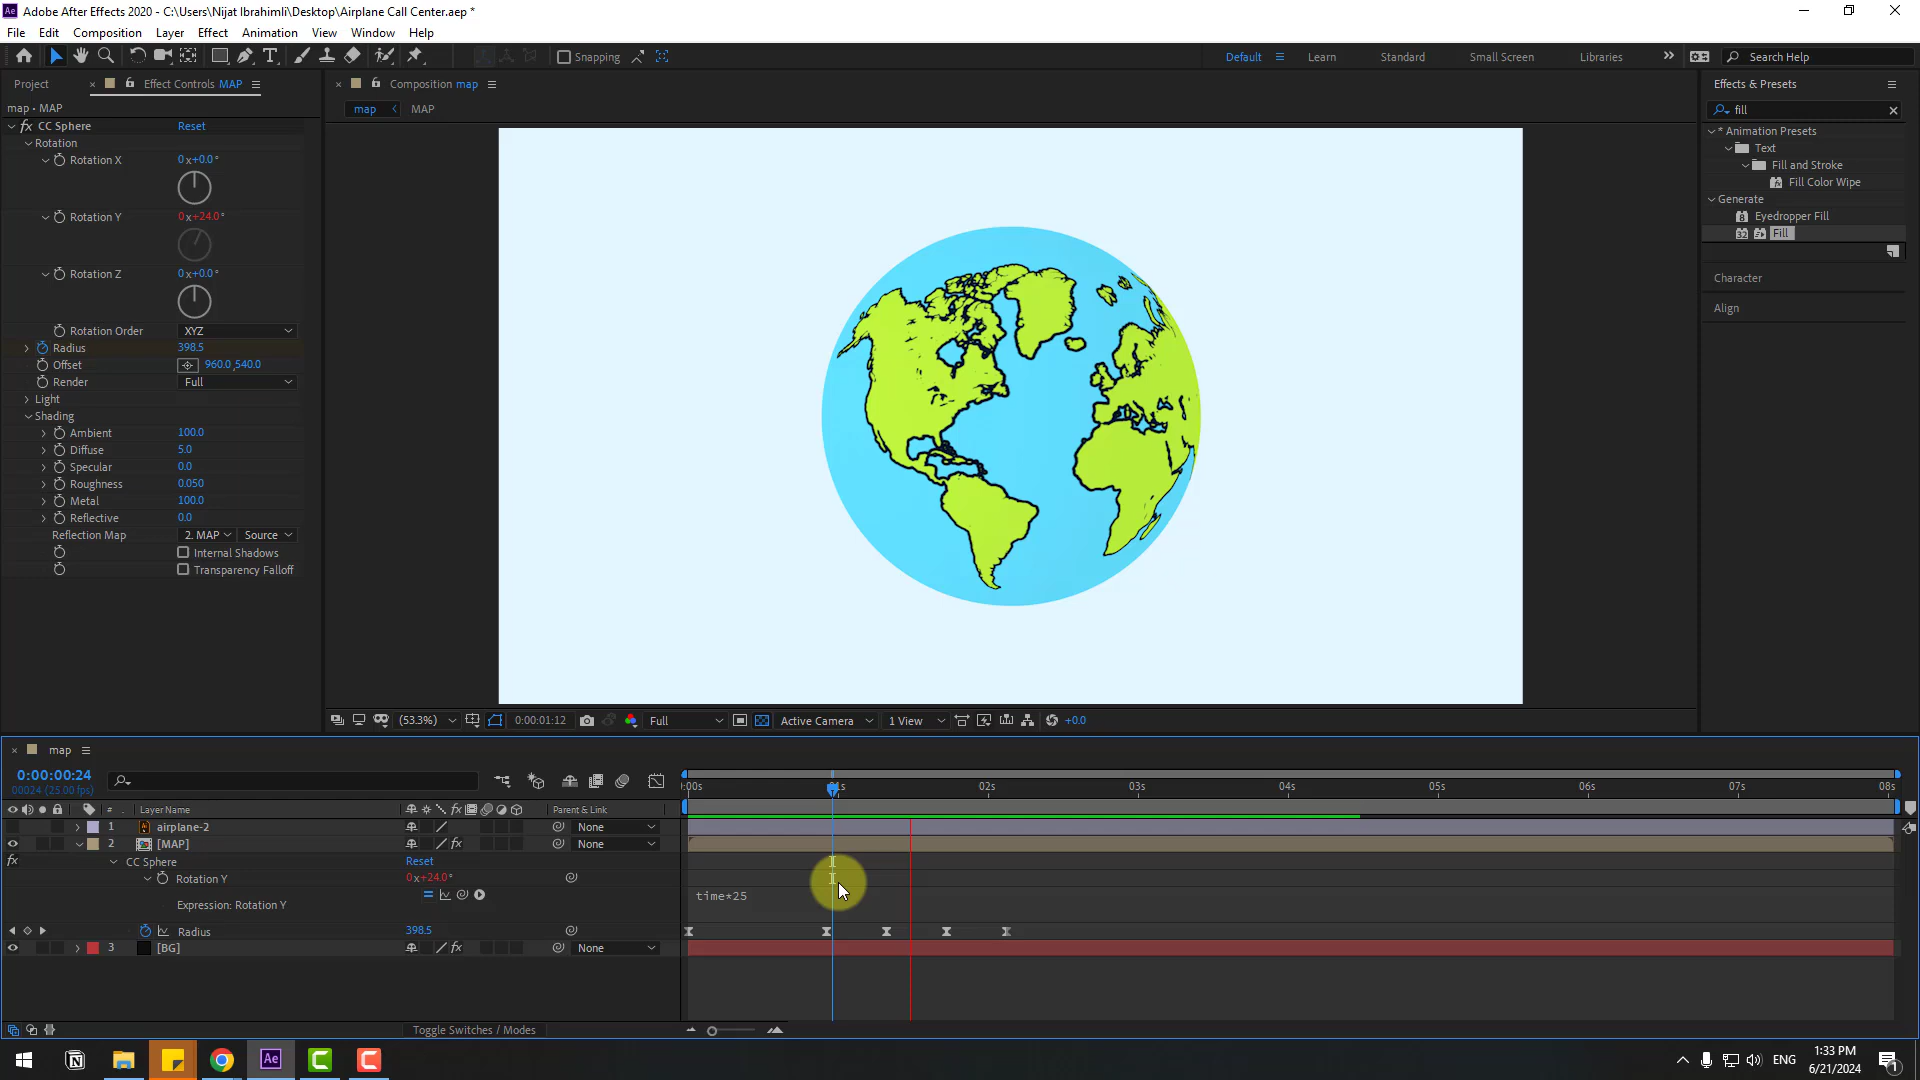 Adobe After Effects 2020 - C:\Users\Nijat Ibrahimli\Desktop\Airplane Call Center.aep *
File Edit Composition Layer Effect Animation View Window Help
Snapping
Default Learn Standard Small Screen Libraries Search Help
Project Effect Controls MAP
Composition map
Effects & Presets
map • MAP
map MAP
fill
fx CC Sphere Reset
* Animation Presets
Rotation
Text
Rotation X 0x+0.0°
Fill and Stroke
Fill Color Wipe
Generate
Rotation Y 0x+24.0°
Eyedropper Fill
32 Fill
Rotation Z 0x+0.0°
Character
Align
Rotation Order XYZ
Radius 398.5
Offset 960.0,540.0
Render Full
Light
Shading
Ambient 100.0
Diffuse 5.0
Specular 0.0
Roughness 0.050
Metal 100.0
Reflective 0.0
Reflection Map 2. MAP Source
Internal Shadows
Transparency Falloff
(53.3%) 0:00:01:12 Full Active Camera 1 View +0.0
map
0:00:00:24
00024 (25.00 fps)
:00s 02s 03s 04s 05s 06s 07s 08s
# Layer Name fx Parent & Link
1 airplane-2 None
2 [MAP] fx None
fx CC Sphere Reset
Rotation Y 0x+24.0°
time*25
Expression: Rotation Y
Radius 398.5
3 [BG] fx None
Toggle Switches / Modes
Ae
ENG
1:33 PM
6/21/2024
1